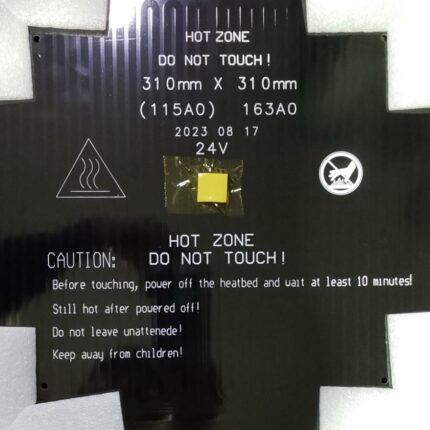 HOT ZONE
DO NOT TOUCH!
310mm X 310mm
(115A0) 163A0
2023 08 17
24V
HOT ZONE
CAUTION: DO NOT TOUCH!
Before touching, power off the heatbed and wait at least 10 minutes!
Still hot after powered off!
Do not leave unattenede!
Keep away from children!